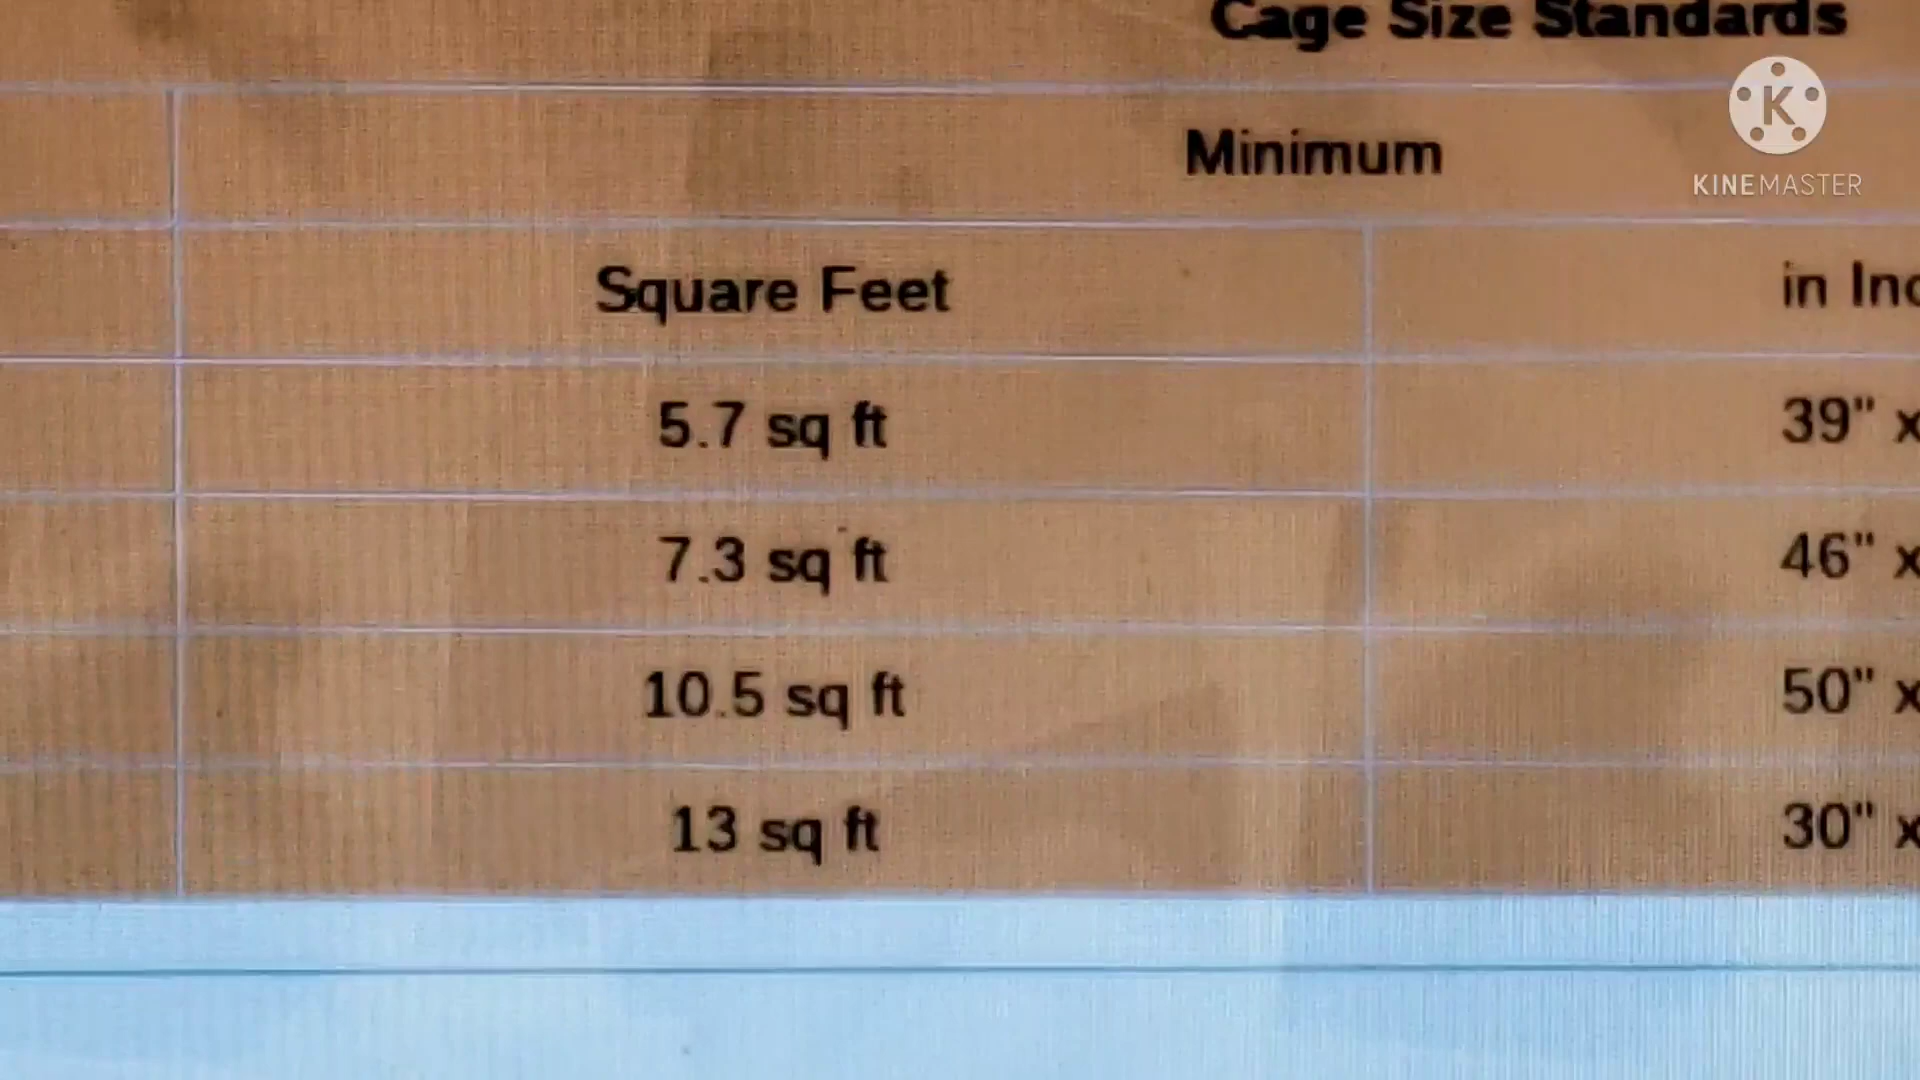 Cage Size Standards
K
KINEMASTER
Minimum
Square Feet in
5.7 sq ft 39" x
7.3 sq ft 46" x
10.5 sq ft 50" x
13 sq ft 30" x